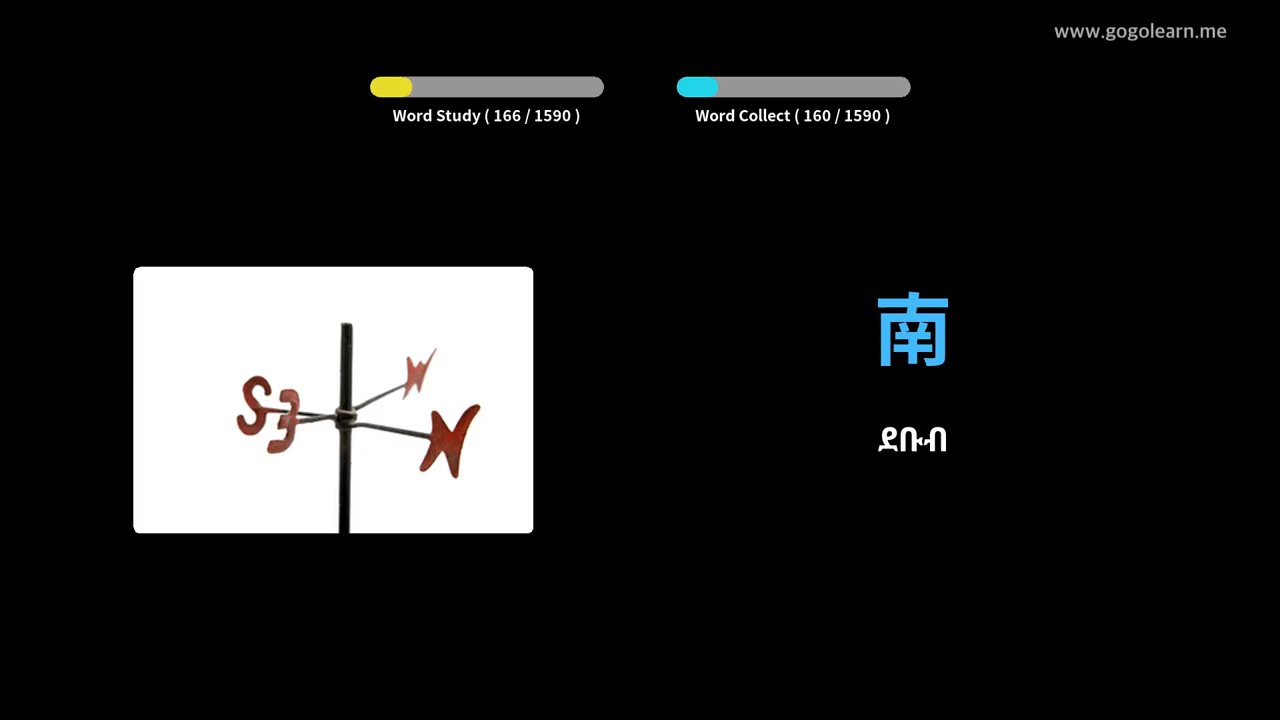 www.gogolearn.me
Word Study ( 166 / 1590 )
Word Collect ( 160 / 1590 )
S E N
南
ደቡብ